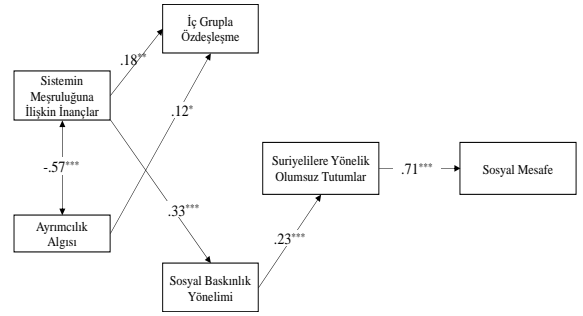 İç Grupla
Özdeşleşme
.18**
Sistemin
Meşruluğuna
İlişkin İnançlar
.12*
-.57***
Suriyelilere Yönelik
Olumsuz Tutumlar
.71***
Sosyal Mesafe
.33***
Ayrımcılık
Algısı
.23***
Sosyal Baskınlık
Yönelimi